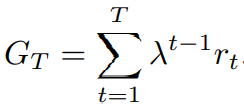 G_T = \sum_{t=1}^{T} \lambda^{t-1} r_t.